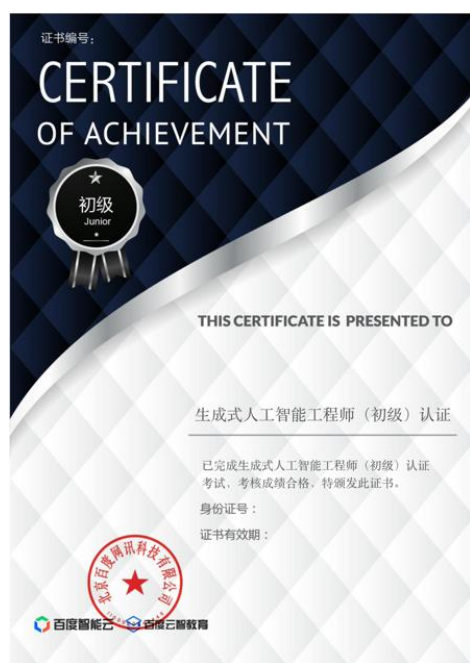 证书编号：
CERTIFICATE
OF ACHIEVEMENT
初级
Junior
THIS CERTIFICATE IS PRESENTED TO
生成式人工智能工程师（初级）认证
已完成生成式人工智能工程师（初级）认证
考试、考核成绩合格，特颁发此证书。
身份证号：
证书有效期：
北京百度网讯科技有限公司
百度智能云
百度云智教育